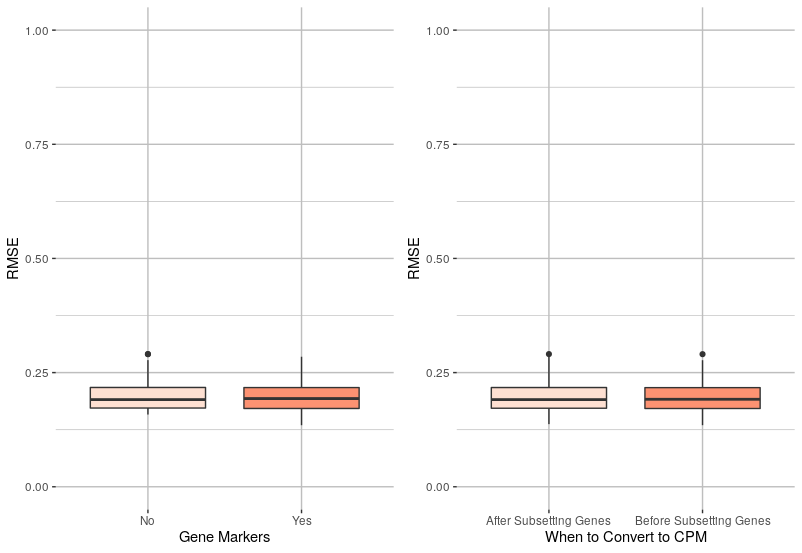 1.00
0.75
0.50
0.25
0.00
RMSE
No Yes
Gene Markers
1.00
0.75
0.50
0.25
0.00
RMSE
After Subsetting Genes Before Subsetting Genes
When to Convert to CPM